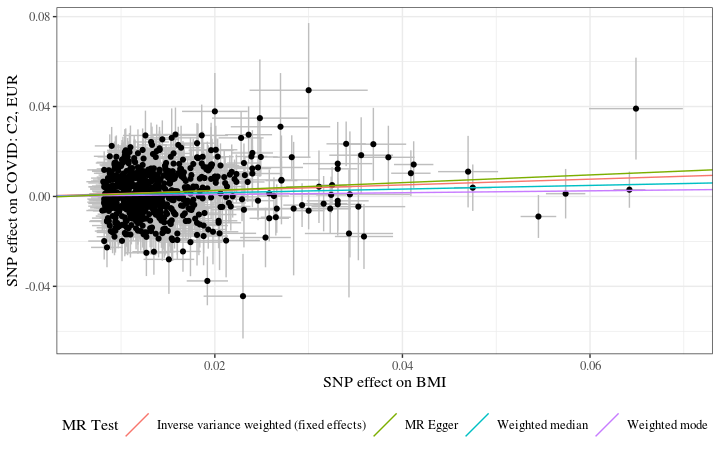 0.08
0.04
0.00
-0.04
SNP effect on COVID: C2, EUR
0.02
0.04
0.06
SNP effect on BMI
MR Test
Inverse variance weighted (fixed effects)
MR Egger
Weighted median
Weighted mode